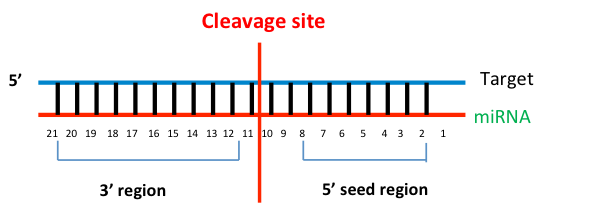 Cleavage site
5’
Target
miRNA
21 20 19 18 17 16 15 14 13 12 11 10 9 8 7 6 5 4 3 2 1
3’ region
5’ seed region